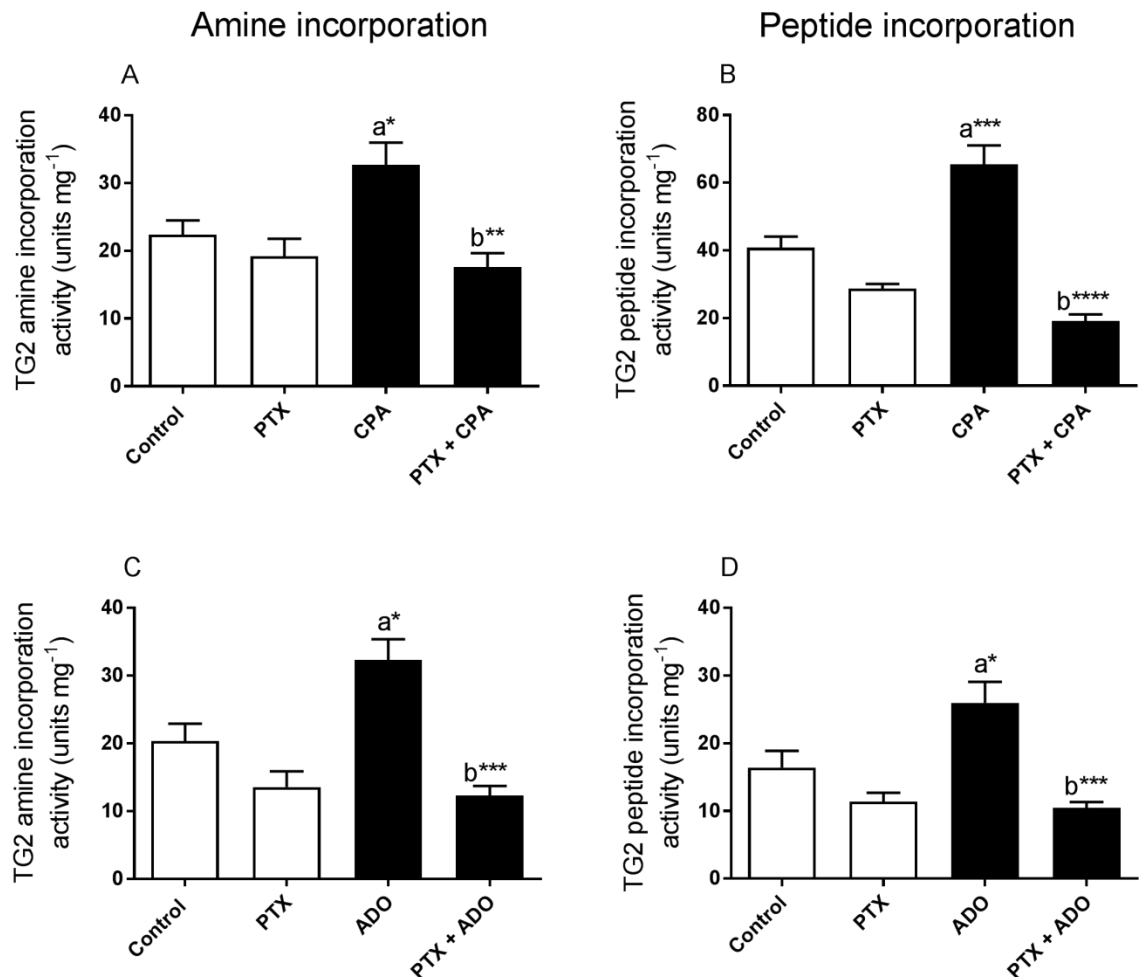 Amine incorporation
Peptide incorporation
A
TG2 amine incorporation
activity (units mg-1)
40
30
20
10
0
a*
b**
Control
PTX
CPA
PTX + CPA
B
TG2 peptide incorporation
activity (units mg-1)
80
60
40
20
0
a***
b****
Control
PTX
CPA
PTX + CPA
C
TG2 amine incorporation
activity (units mg-1)
40
30
20
10
0
a*
b***
Control
PTX
ADO
PTX + ADO
D
TG2 peptide incorporation
activity (units mg-1)
40
30
20
10
0
a*
b***
Control
PTX
ADO
PTX + ADO